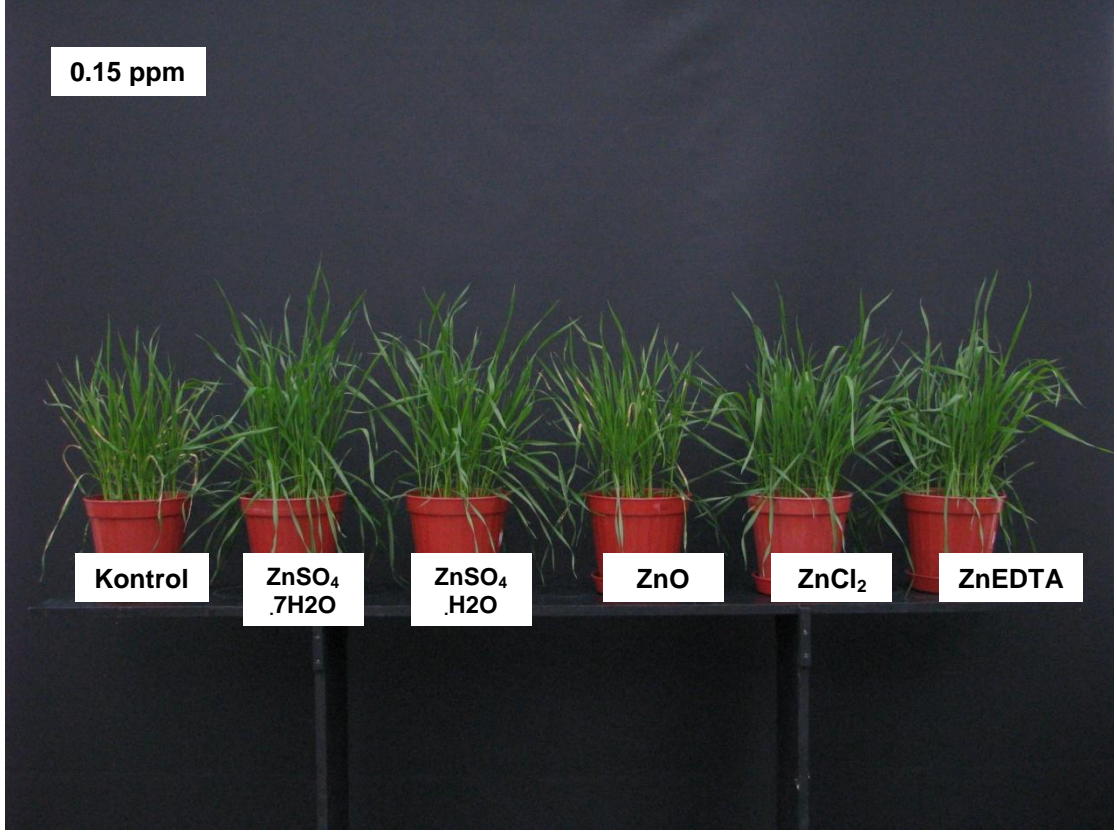 0.15 ppm
Kontrol
ZnSO₄
.7H2O
ZnSO₄
.H2O
ZnO
ZnCl₂
ZnEDTA